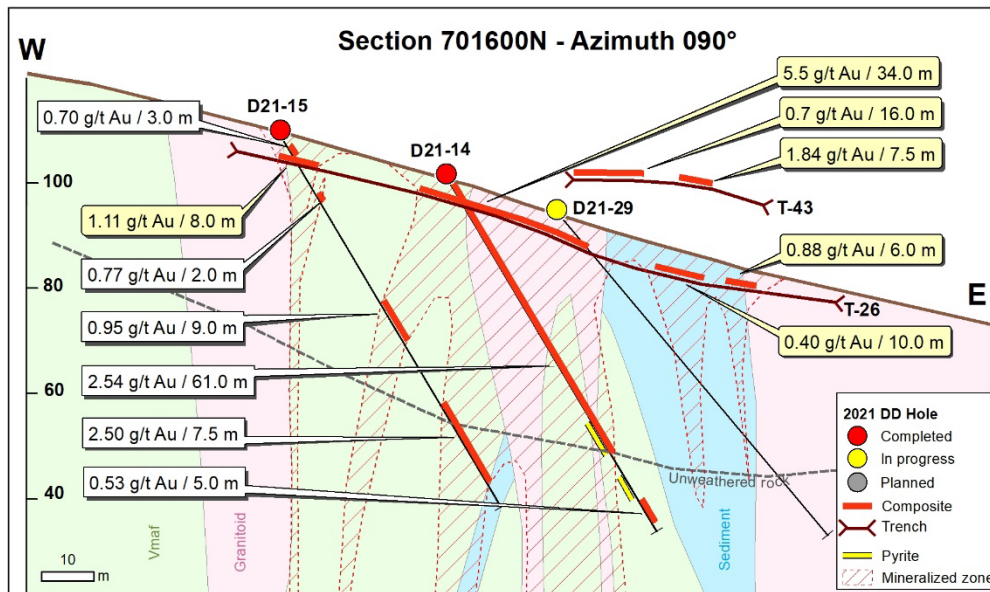 Section 701600N - Azimuth 090°
W
E
D21-15
D21-14
D21-29
0.70 g/t Au / 3.0 m
1.11 g/t Au / 8.0 m
0.77 g/t Au / 2.0 m
0.95 g/t Au / 9.0 m
2.54 g/t Au / 61.0 m
2.50 g/t Au / 7.5 m
0.53 g/t Au / 5.0 m
5.5 g/t Au / 34.0 m
0.7 g/t Au / 16.0 m
1.84 g/t Au / 7.5 m
T-43
0.88 g/t Au / 6.0 m
T-26
0.40 g/t Au / 10.0 m
100
80
60
40
Unweathered rock
Vmaf
Granitoid
Sediment
10
m
2021 DD Hole
Completed
In progress
Planned
Composite
Trench
Pyrite
Mineralized zone